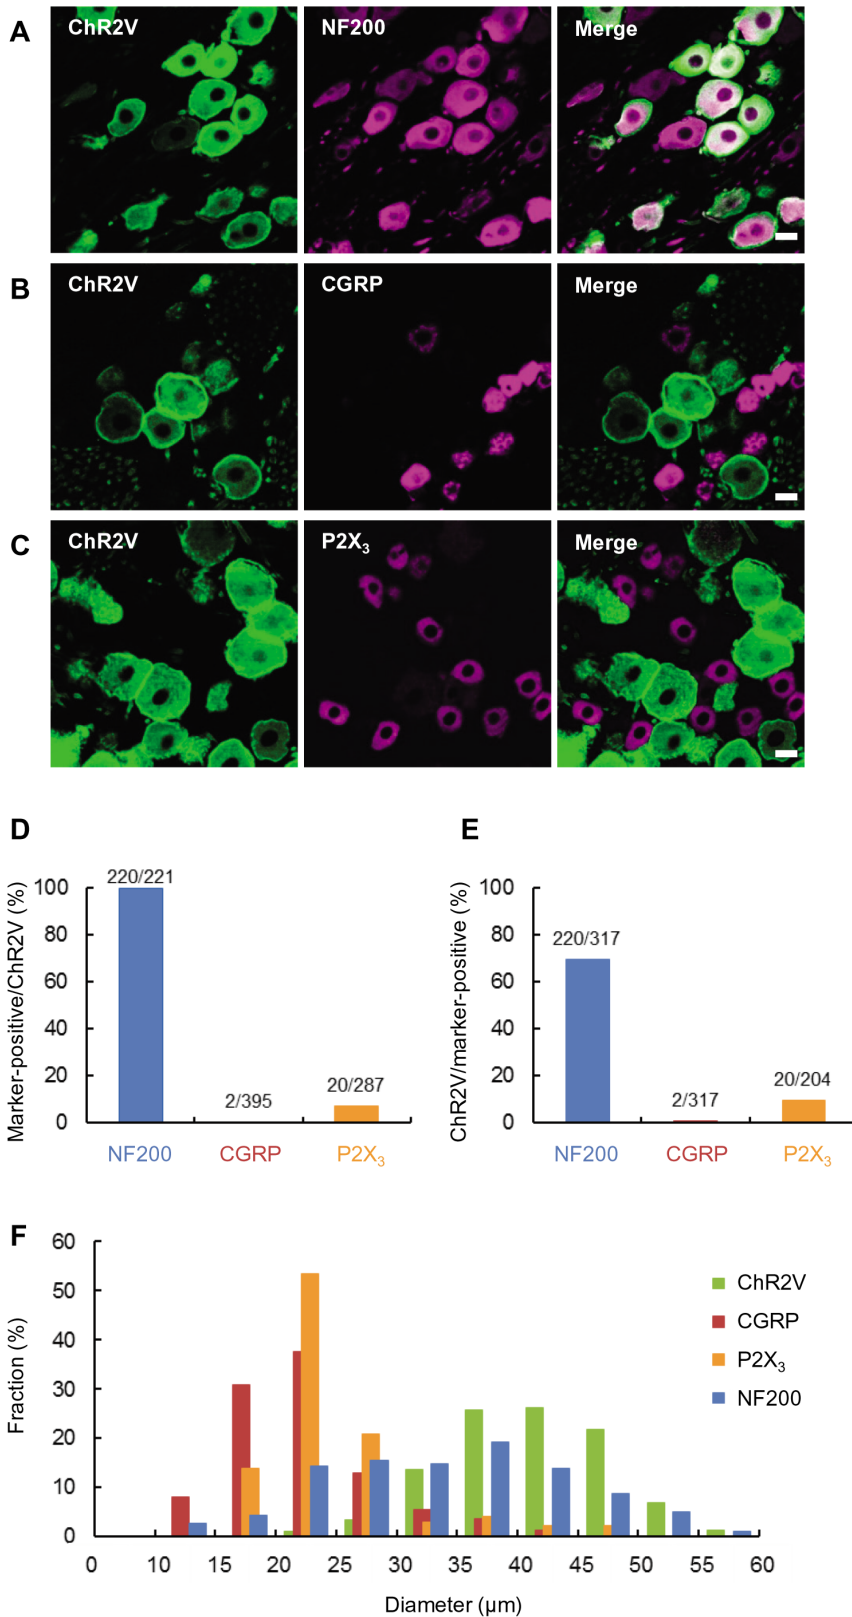 A
ChR2V
NF200
Merge
B
ChR2V
CGRP
Merge
C
ChR2V
P2X3
Merge
D
Marker-positive/ChR2V (%)
100
80
60
40
20
0
220/221
2/395
20/287
NF200
CGRP
P2X3
E
ChR2V/marker-positive (%)
100
80
60
40
20
0
220/317
2/317
20/204
NF200
CGRP
P2X3
F
Fraction (%)
60
50
40
30
20
10
0
ChR2V
CGRP
P2X3
NF200
0 10 15 20 25 30 35 40 45 50 55 60
Diameter (μm)